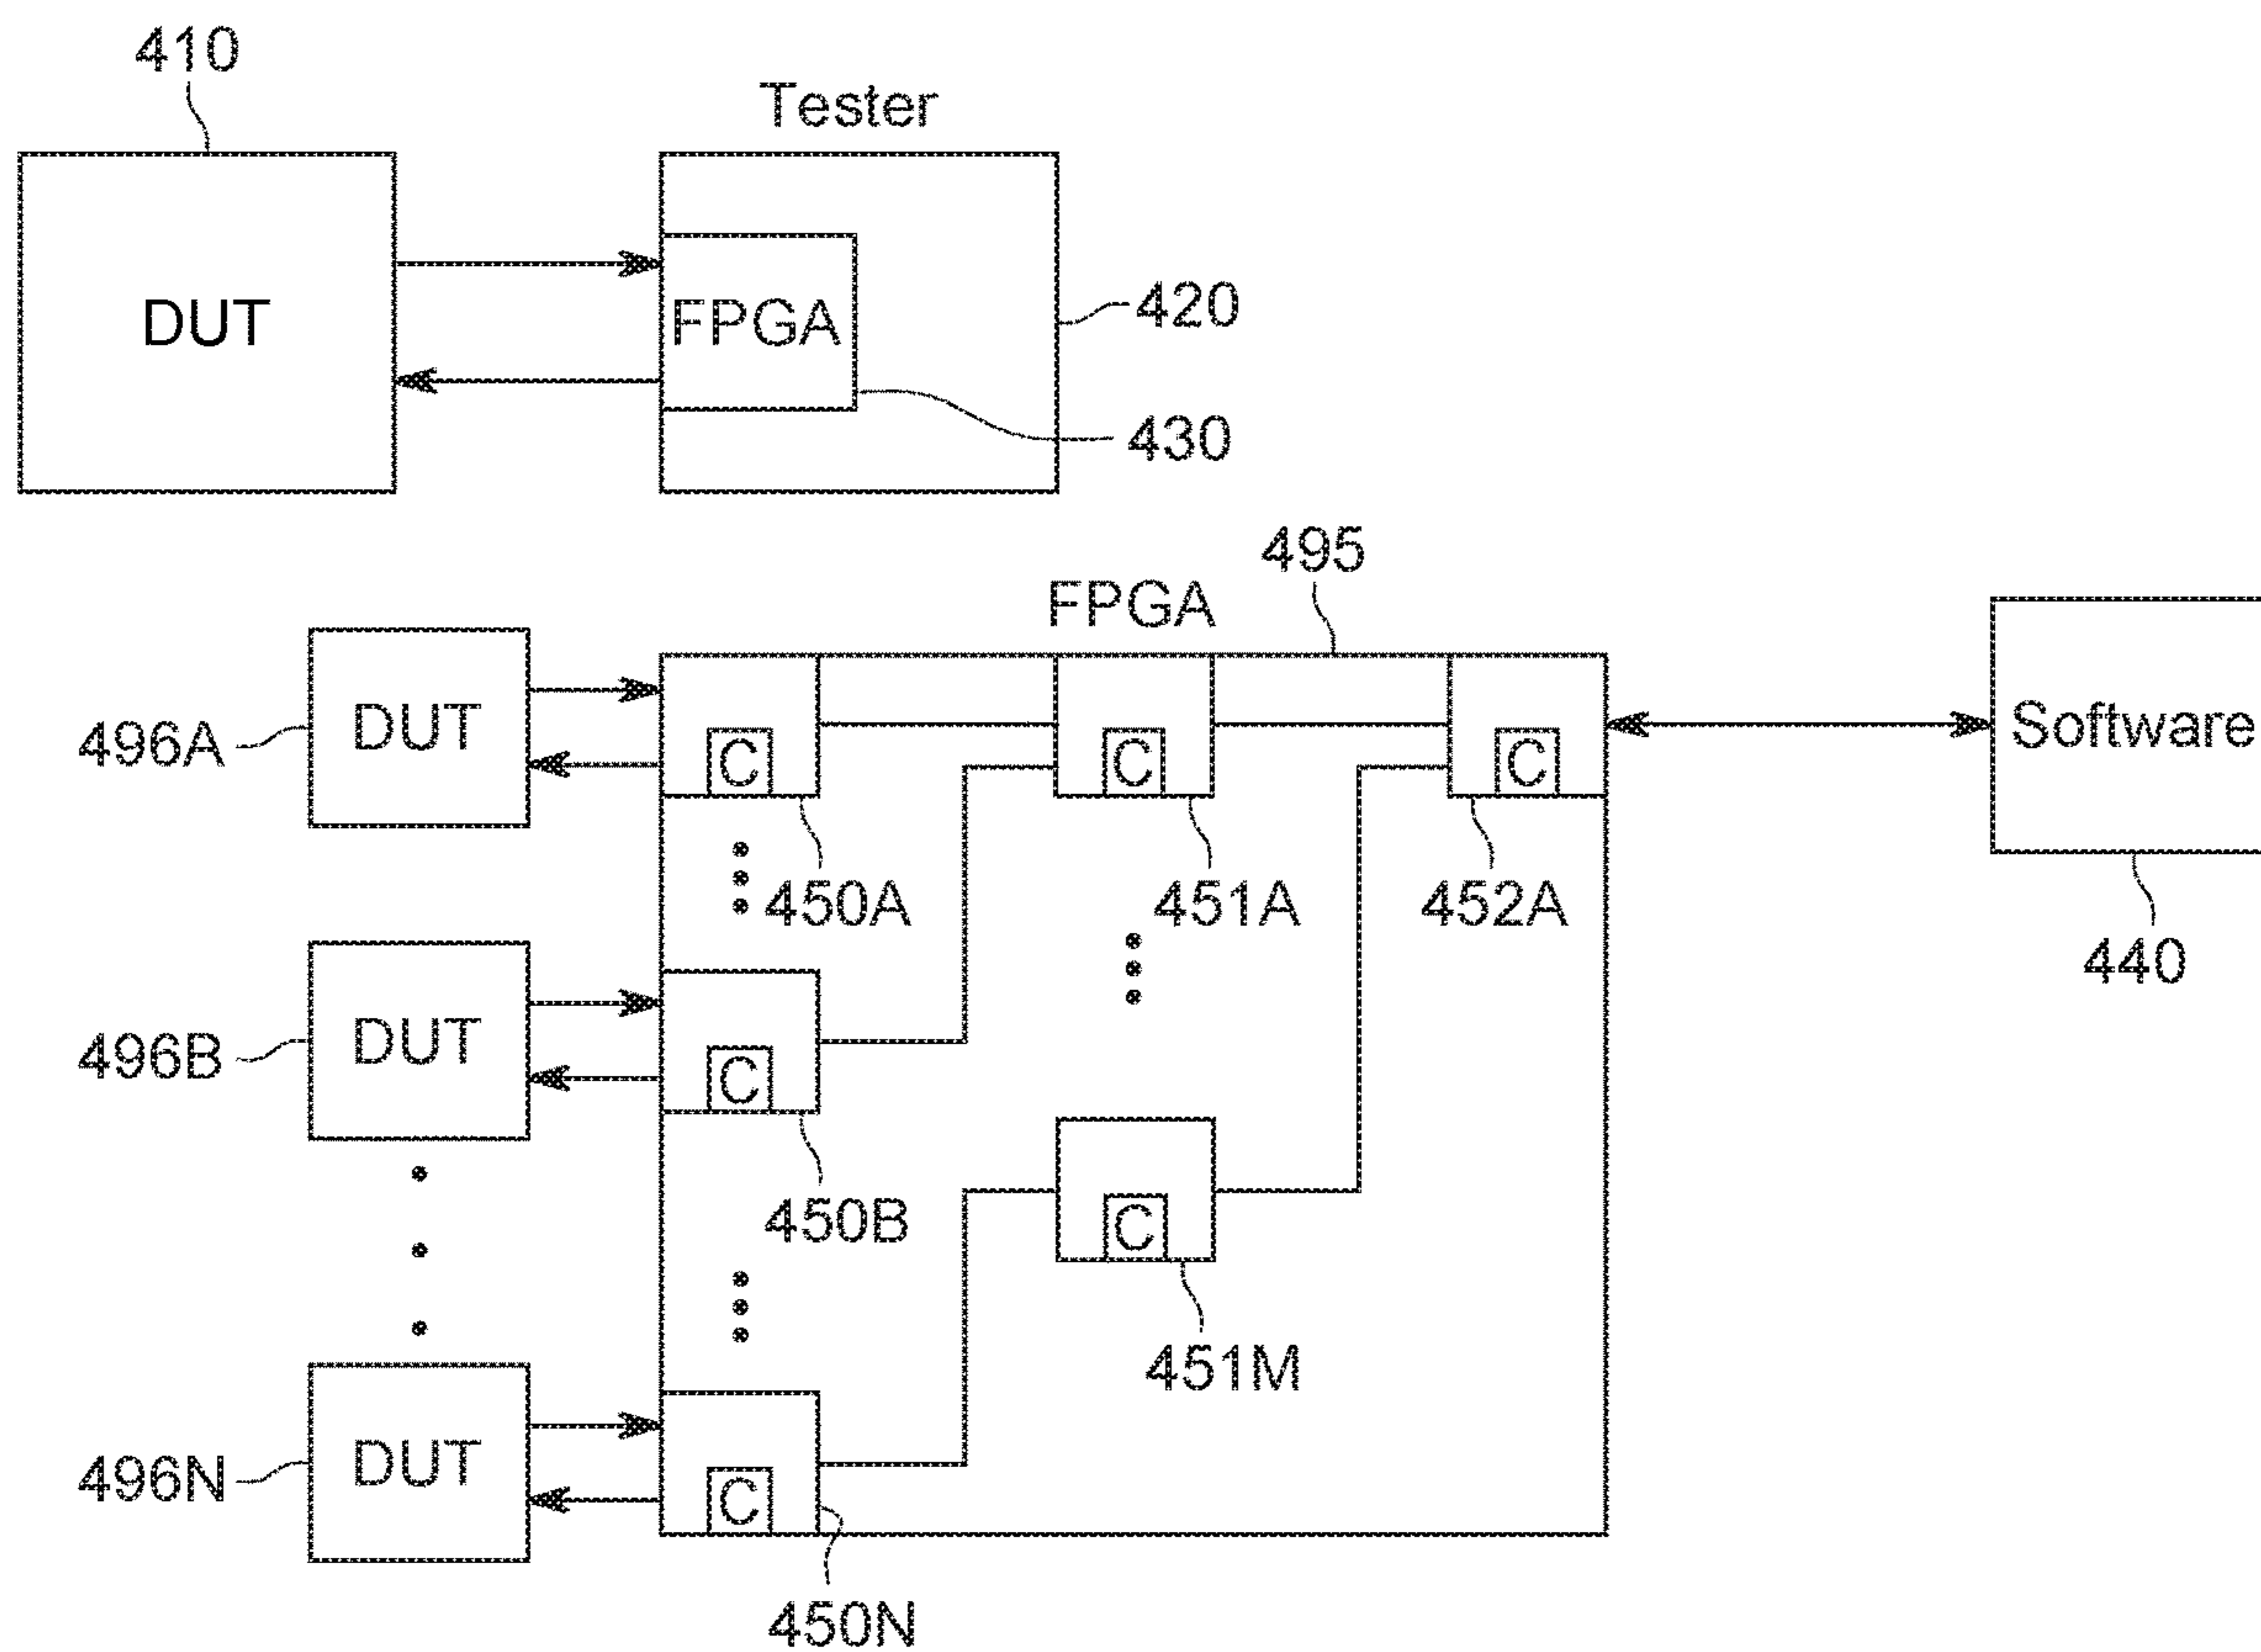 410
Tester
DUT
FPGA
420
430
495
FPGA
496A
DUT
C
C
C
Software
450A
451A
452A
440
496B
DUT
C
450B
C
451M
496N
DUT
C
450N